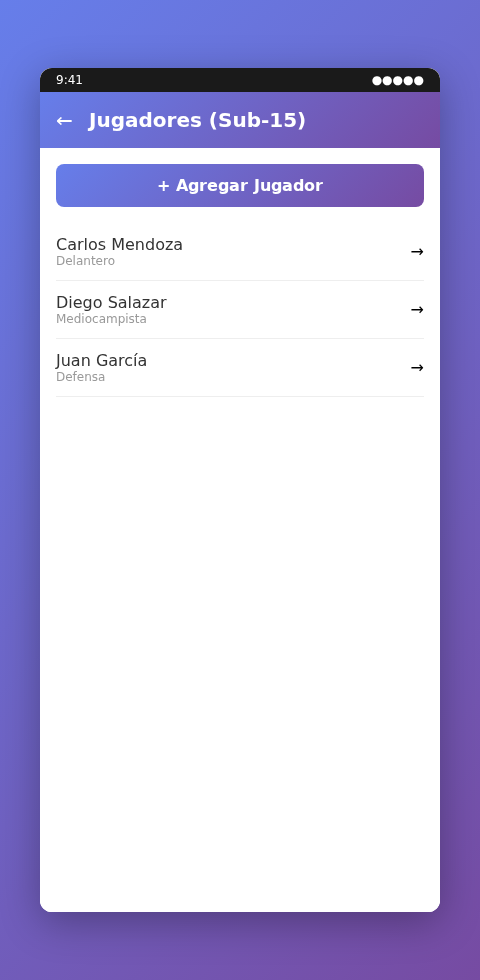 9:41 ●●●●●
← Jugadores (Sub-15)
+ Agregar Jugador
Carlos Mendoza
Delantero
→
Diego Salazar
Mediocampista
→
Juan García
Defensa
→